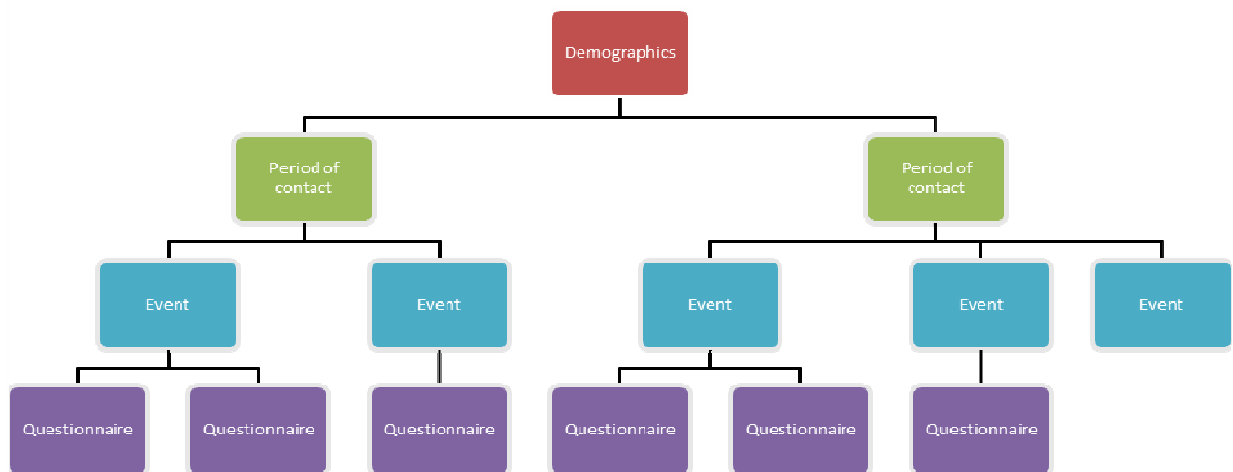 Demographics
Period of
contact
Period of
contact
Event
Event
Event
Event
Event
Questionnaire
Questionnaire
Questionnaire
Questionnaire
Questionnaire
Questionnaire